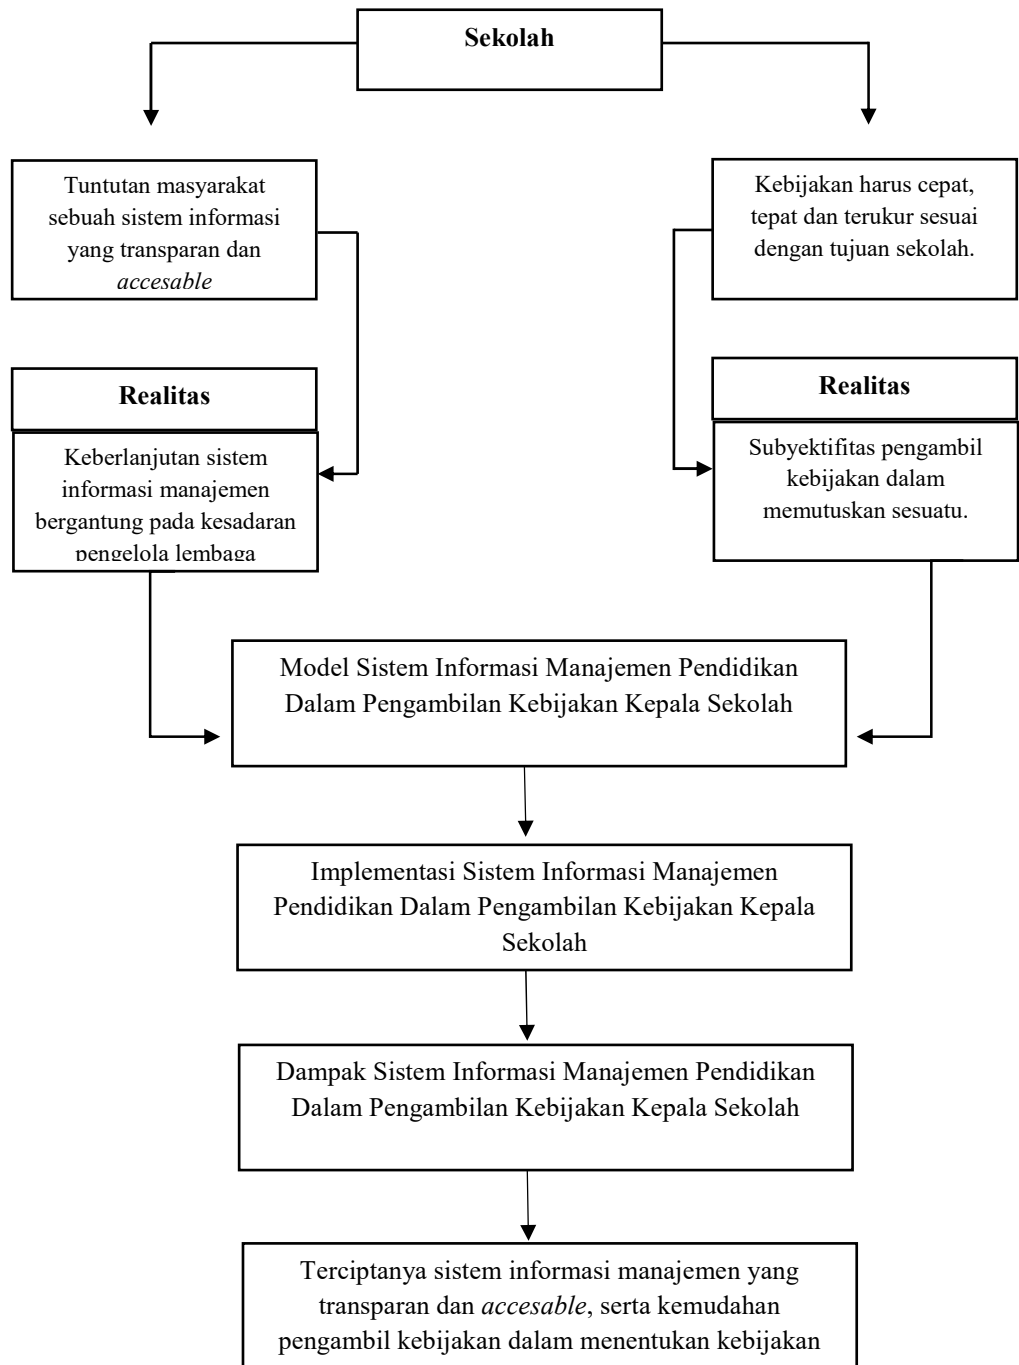 Sekolah
Tuntutan masyarakat
sebuah sistem informasi
yang transparan dan
accesable
Kebijakan harus cepat,
tepat dan terukur sesuai
dengan tujuan sekolah.
Realitas
Keberlanjutan sistem
informasi manajemen
bergantung pada kesadaran
pengelola lembaga
Realitas
Subyektifitas pengambil
kebijakan dalam
memutuskan sesuatu.
Model Sistem Informasi Manajemen Pendidikan
Dalam Pengambilan Kebijakan Kepala Sekolah
Implementasi Sistem Informasi Manajemen
Pendidikan Dalam Pengambilan Kebijakan Kepala
Sekolah
Dampak Sistem Informasi Manajemen Pendidikan
Dalam Pengambilan Kebijakan Kepala Sekolah
Terciptanya sistem informasi manajemen yang
transparan dan accesable, serta kemudahan
pengambil kebijakan dalam menentukan kebijakan